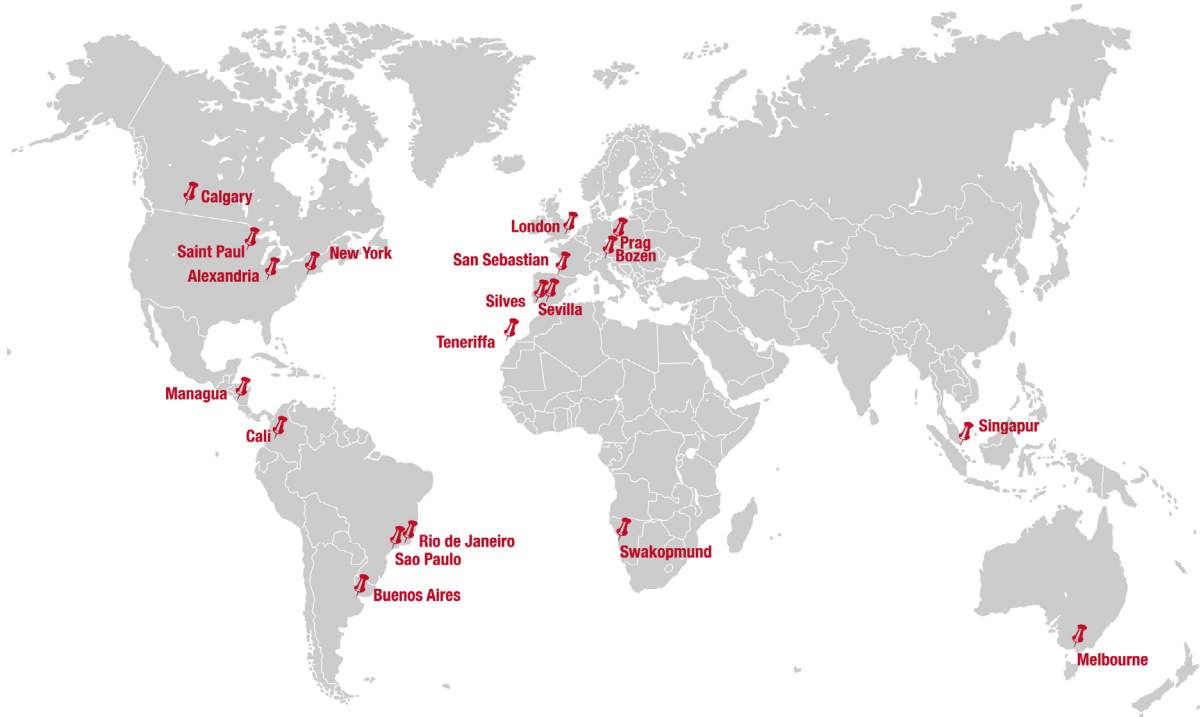 Calgary
Saint Paul
New York
Alexandria
London
Prag
Bozen
San Sebastian
Silves
Sevilla
Teneriffa
Managua
Cali
Singapur
Rio de Janeiro
Sao Paulo
Swakopmund
Buenos Aires
Melbourne